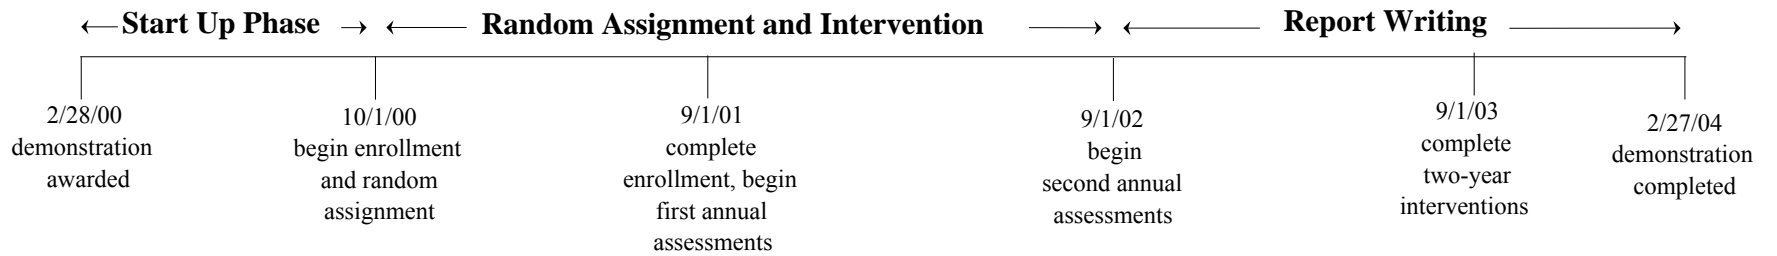 Start Up Phase
Random Assignment and Intervention
Report Writing
2/28/00
demonstration
awarded
10/1/00
begin enrollment
and random
assignment
9/1/01
complete
enrollment, begin
first annual
assessments
9/1/02
begin
second annual
assessments
9/1/03
complete
two-year
interventions
2/27/04
demonstration
completed